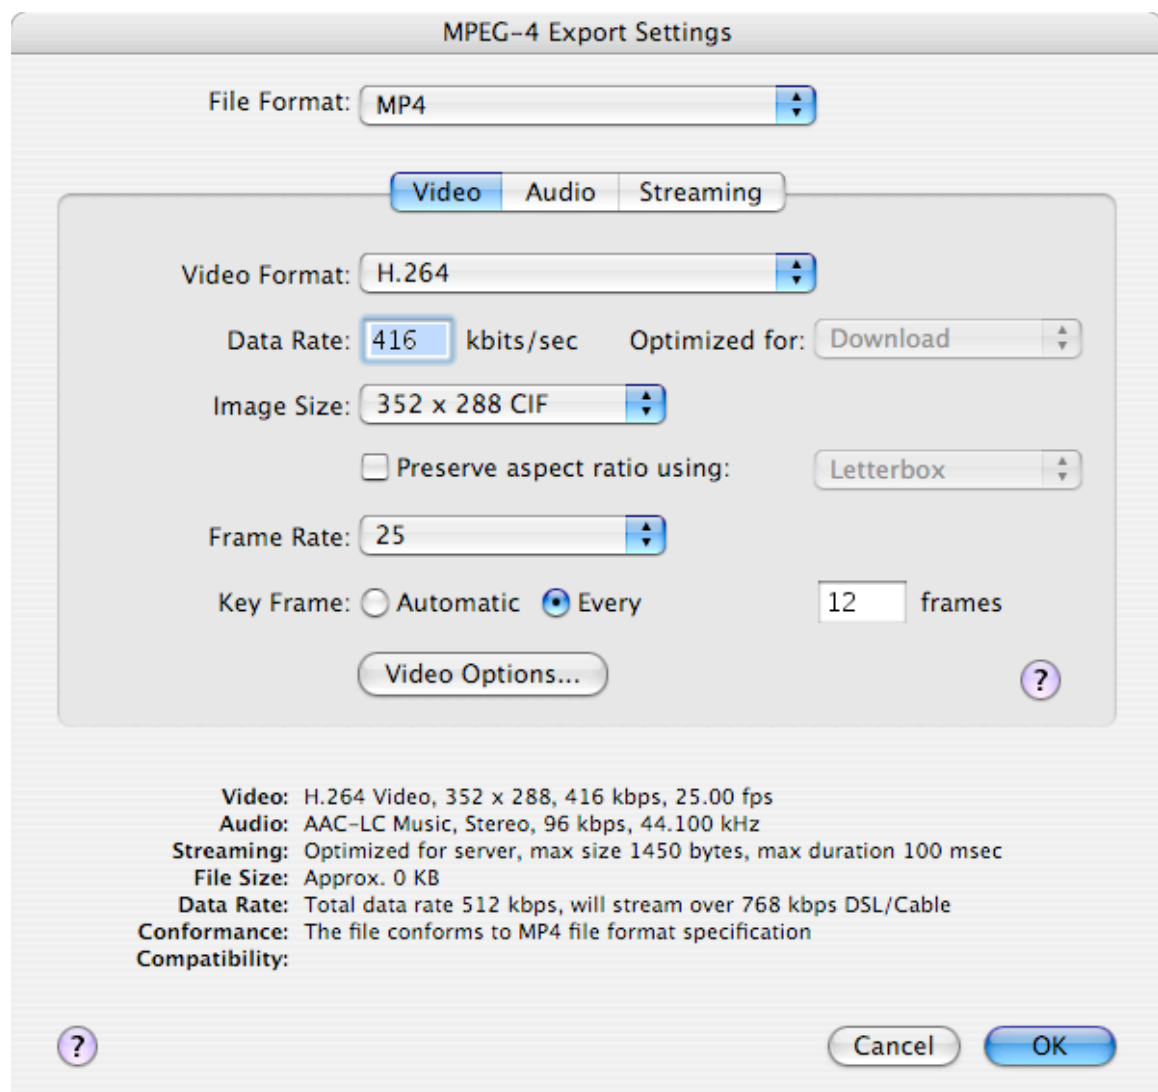 MPEG-4 Export Settings
File Format: MP4
Video Audio Streaming
Video Format: H.264
Data Rate: 416 kbits/sec Optimized for: Download
Image Size: 352 x 288 CIF
Preserve aspect ratio using: Letterbox
Frame Rate: 25
Key Frame: Automatic Every 12 frames
Video Options...
?
Video: H.264 Video, 352 x 288, 416 kbps, 25.00 fps
Audio: AAC-LC Music, Stereo, 96 kbps, 44.100 kHz
Streaming: Optimized for server, max size 1450 bytes, max duration 100 msec
File Size: Approx. 0 KB
Data Rate: Total data rate 512 kbps, will stream over 768 kbps DSL/Cable
Conformance: The file conforms to MP4 file format specification
Compatibility:
? Cancel OK